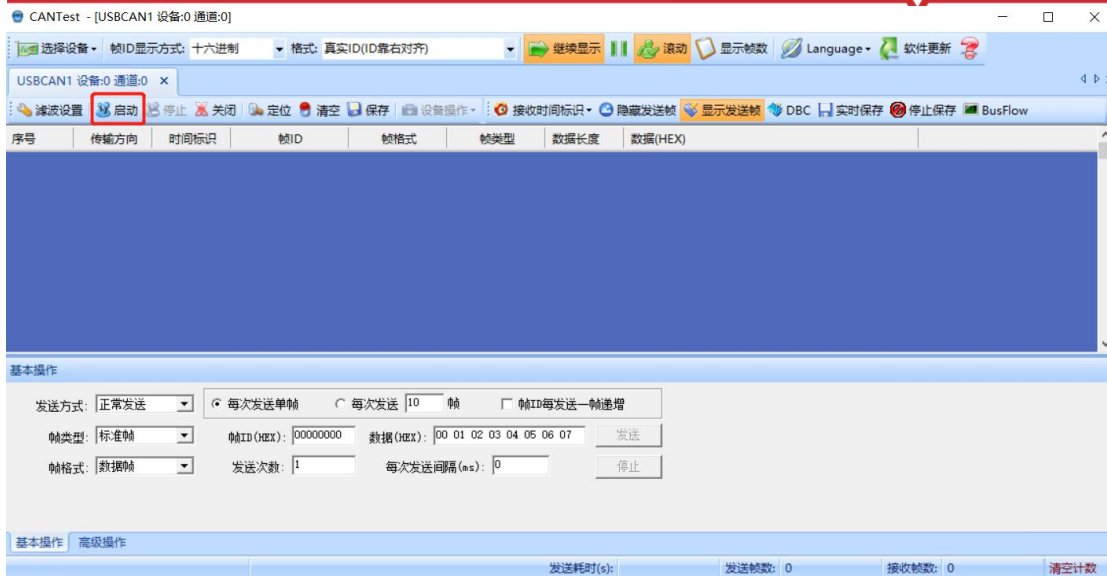 CANTest - [USBCAN1 设备:0 通道:0]
选择设备 帧ID显示方式: 十六进制 格式: 真实ID(ID靠右对齐) 继续显示 滚动 显示帧数 Language 软件更新
USBCAN1 设备:0 通道:0
滤波设置 启动 停止 关闭 定位 清空 保存 设备操作 接收时间标识 隐藏发送帧 显示发送帧 DBC 实时保存 停止保存 BusFlow
序号 传输方向 时间标识 帧ID 帧格式 帧类型 数据长度 数据(HEX)
基本操作
发送方式: 正常发送 每次发送单帧 每次发送 10 帧 帧ID每发送一帧递增
帧类型: 标准帧 帧ID(HEX): 00000000 数据(HEX): 00 01 02 03 04 05 06 07 发送
帧格式: 数据帧 发送次数: 1 每次发送间隔(ms): 0 停止
基本操作 高级操作
发送耗时(s): 发送帧数: 0 接收帧数: 0 清空计数